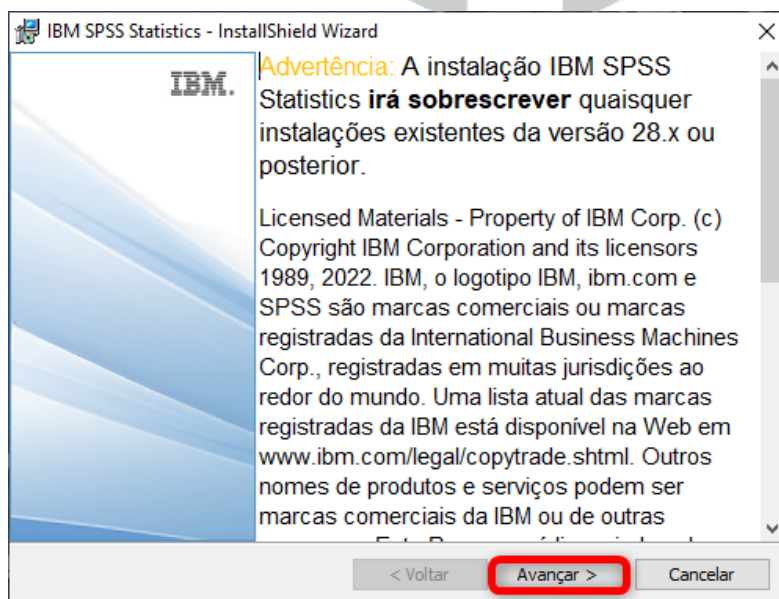 IBM SPSS Statistics - InstallShield Wizard
IBM.
Advertência: A instalação IBM SPSS
Statistics irá sobrescrever quaisquer
instalações existentes da versão 28.x ou
posterior.
Licensed Materials - Property of IBM Corp. (c)
Copyright IBM Corporation and its licensors
1989, 2022. IBM, o logotipo IBM, ibm.com e
SPSS são marcas comerciais ou marcas
registradas da International Business Machines
Corp., registradas em muitas jurisdições ao
redor do mundo. Uma lista atual das marcas
registradas da IBM está disponível na Web em
www.ibm.com/legal/copytrade.shtml. Outros
nomes de produtos e serviços podem ser
marcas comerciais da IBM ou de outras
< Voltar
Avançar >
Cancelar